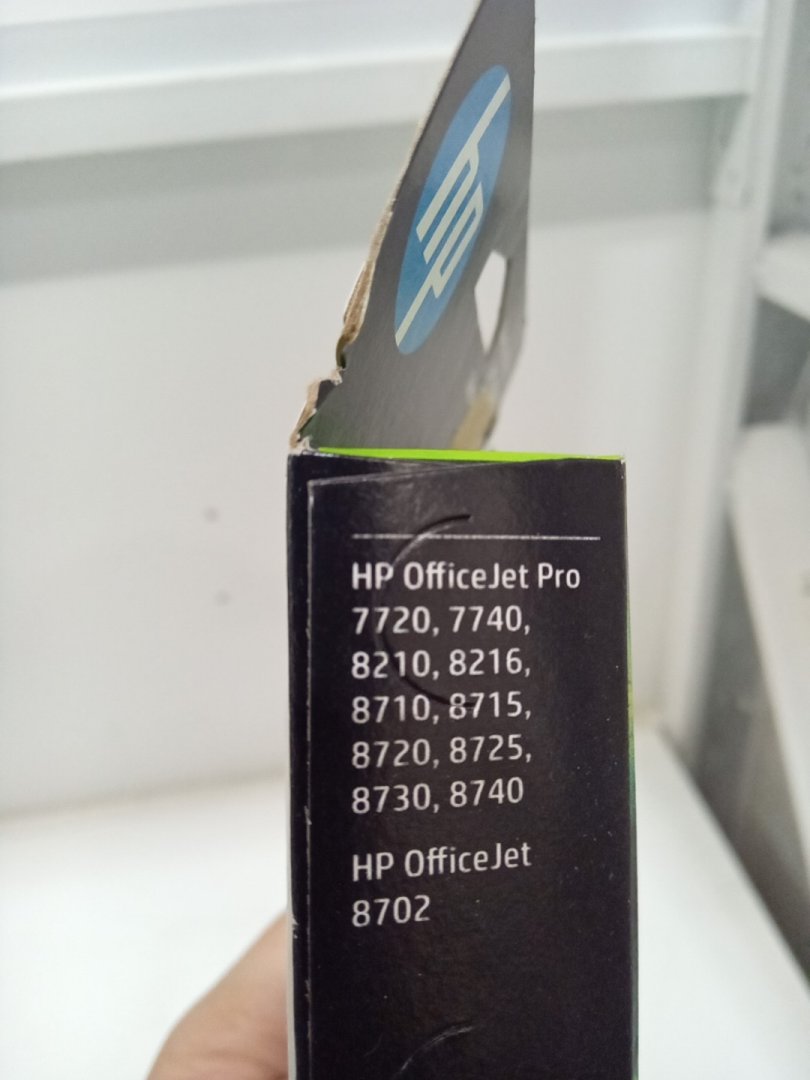 hp
HP OfficeJet Pro
7720, 7740,
8210, 8216,
8710, 8715,
8720, 8725,
8730, 8740
HP OfficeJet
8702